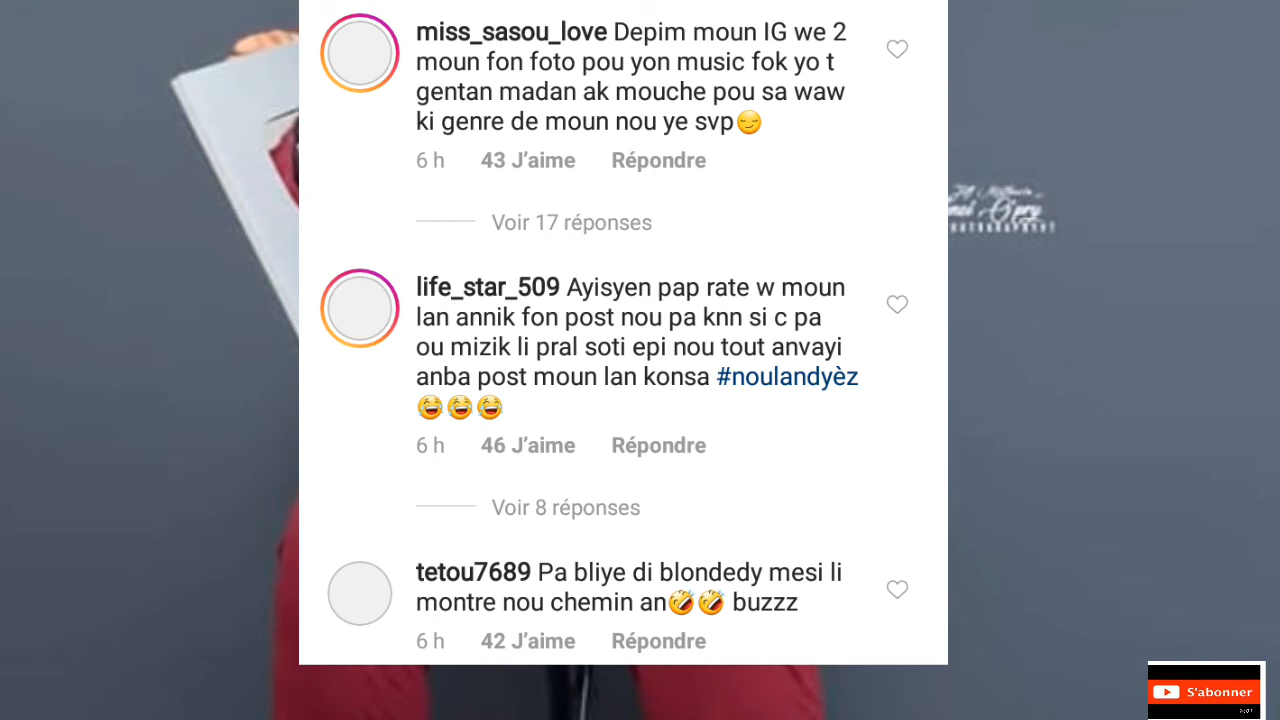 miss_sasou_love Depim moun IG we 2
moun fon foto pou yon music fok yo t
gentan madan ak mouche pou sa waw
ki genre de moun nou ye svp😏
6 h 43 J’aime Répondre
Voir 17 réponses
life_star_509 Ayisyen pap rate w moun
lan annik fon post nou pa knn si c pa
ou mizik li pral soti epi nou tout anvayi
anba post moun lan konsa #noulandyèz
😂😂😂
6 h 46 J’aime Répondre
Voir 8 réponses
tetou7689 Pa bliye di blondedy mesi li
montre nou chemin an🤣🤣 buzzz
6 h 42 J’aime Répondre
S'abonner